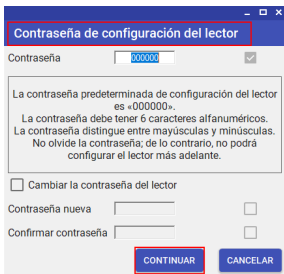 Contraseña de configuración del lector
Contraseña 000000
La contraseña predeterminada de configuración del lector
es «000000».
La contraseña debe tener 6 caracteres alfanuméricos.
La contraseña distingue entre mayúsculas y minúsculas.
No olvide la contraseña; de lo contrario, no podrá
configurar el lector más adelante.
Cambiar la contraseña del lector
Contraseña nueva
Confirmar contraseña
CONTINUAR CANCELAR